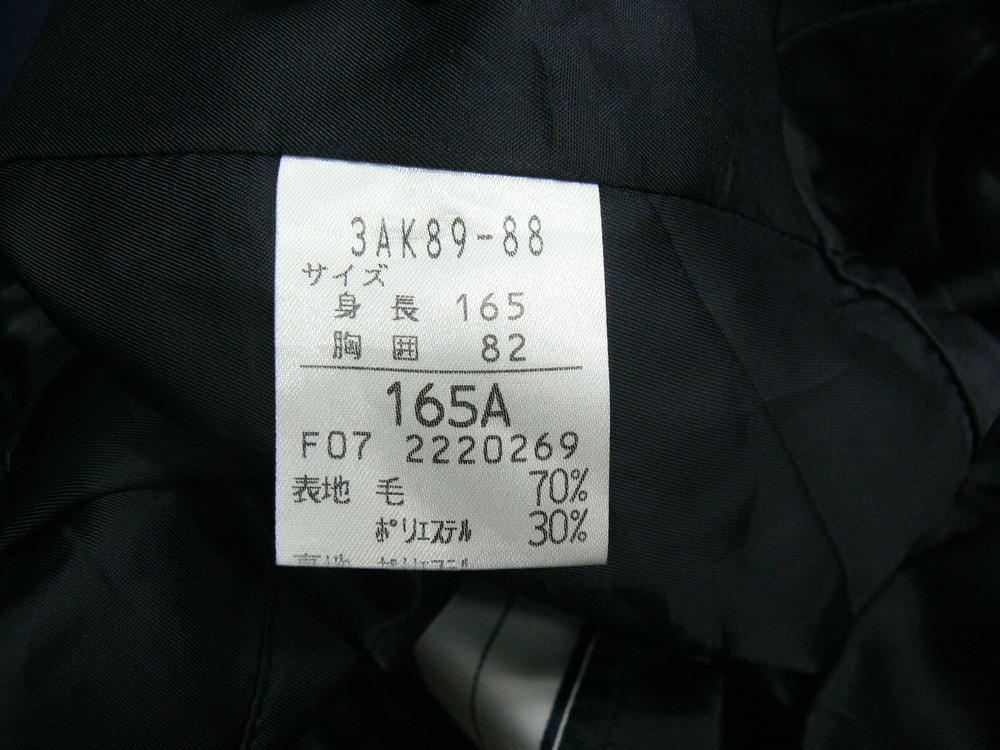 3AK89-88
サイズ
身 長 165
胸 囲 82
165A
F07 2220269
表地 毛 70%
ポリエステル 30%